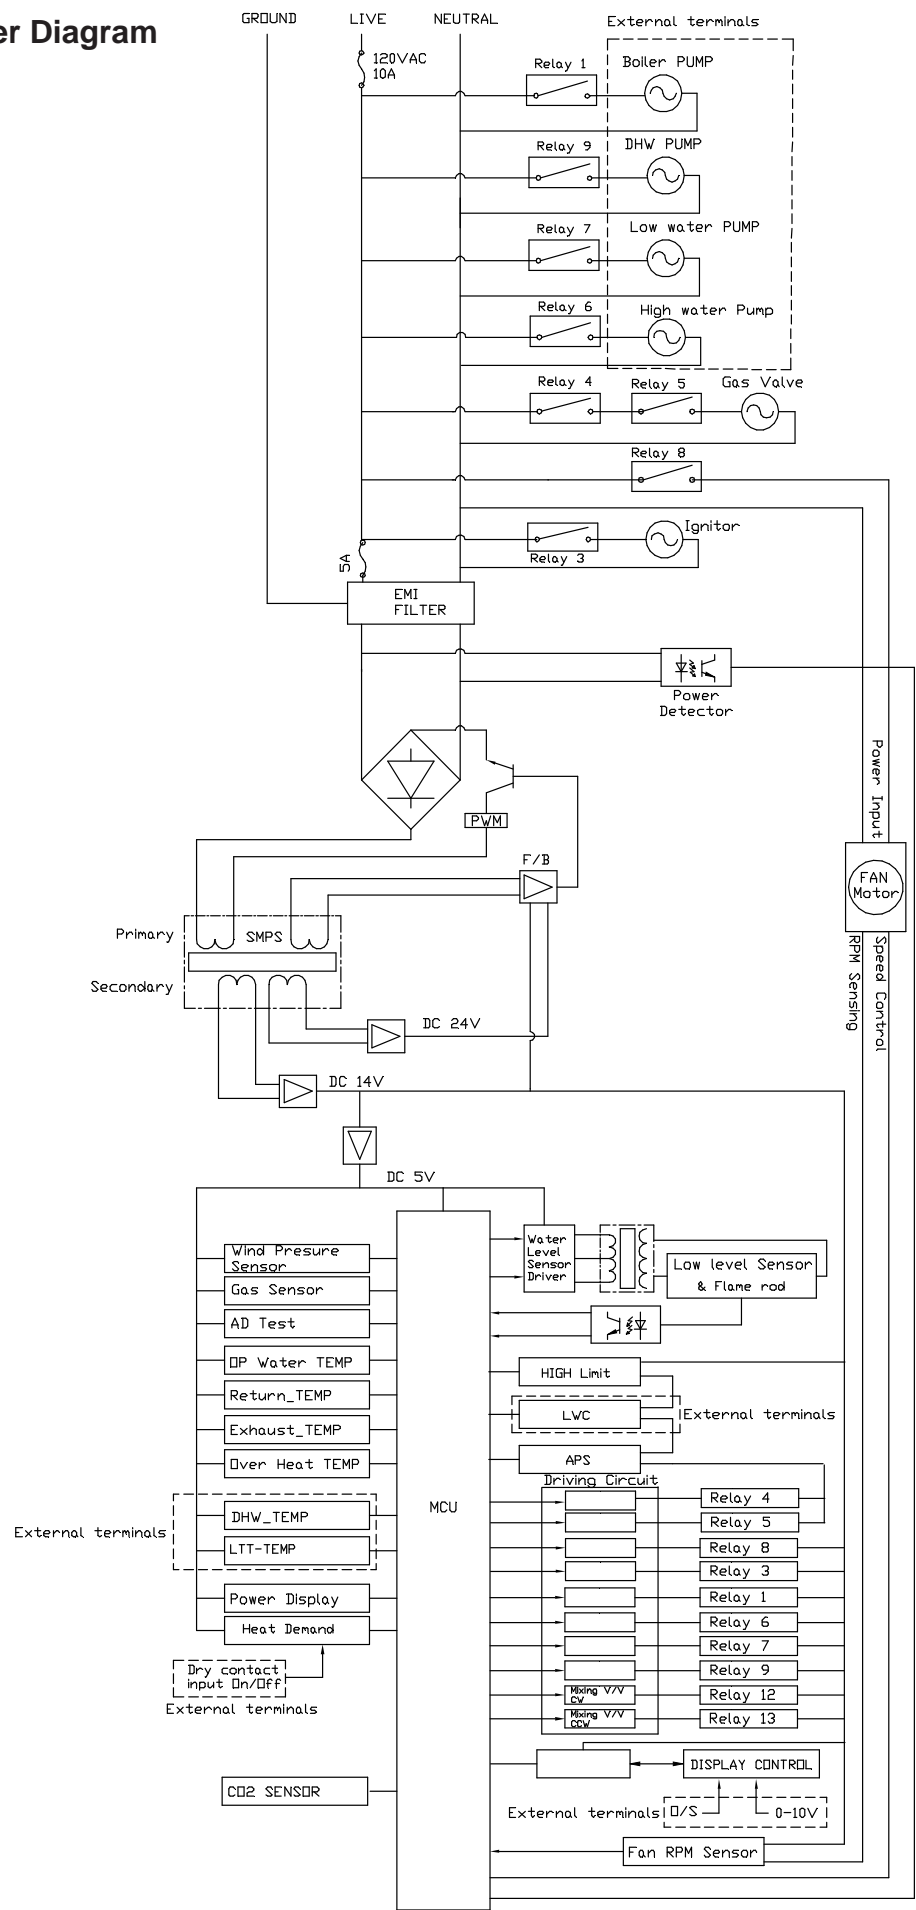 er Diagram
GROUND
LIVE
NEUTRAL
External terminals
120VAC
10A
Relay 1
Boiler PUMP
Relay 9
DHW PUMP
Relay 7
Low water PUMP
Relay 6
High water Pump
Relay 4
Relay 5
Gas Valve
Relay 8
Ignitor
Relay 3
5A
EMI
FILTER
Power
Detector
Power Input
PWM
F/B
FAN
Motor
Primary
SMPS
Secondary
RPM Sensing
Speed Control
DC 24V
DC 14V
DC 5V
Wind Presure
Sensor
Gas Sensor
AD Test
OP Water TEMP
Return_TEMP
Exhaust_TEMP
Over Heat TEMP
External terminals
DHW_TEMP
LTT-TEMP
Power Display
Heat Demand
Dry contact
input On/Off
External terminals
CO2 SENSOR
MCU
Water
Level
Sensor
Driver
Low level Sensor
& Flame rod
HIGH Limit
LWC
External terminals
APS
Driving Circuit
Relay 4
Relay 5
Relay 8
Relay 3
Relay 1
Relay 6
Relay 7
Relay 9
Mixing V/V
CW
Relay 12
Mixing V/V
CCW
Relay 13
DISPLAY CONTROL
External terminals
O/S
0-10V
Fan RPM Sensor